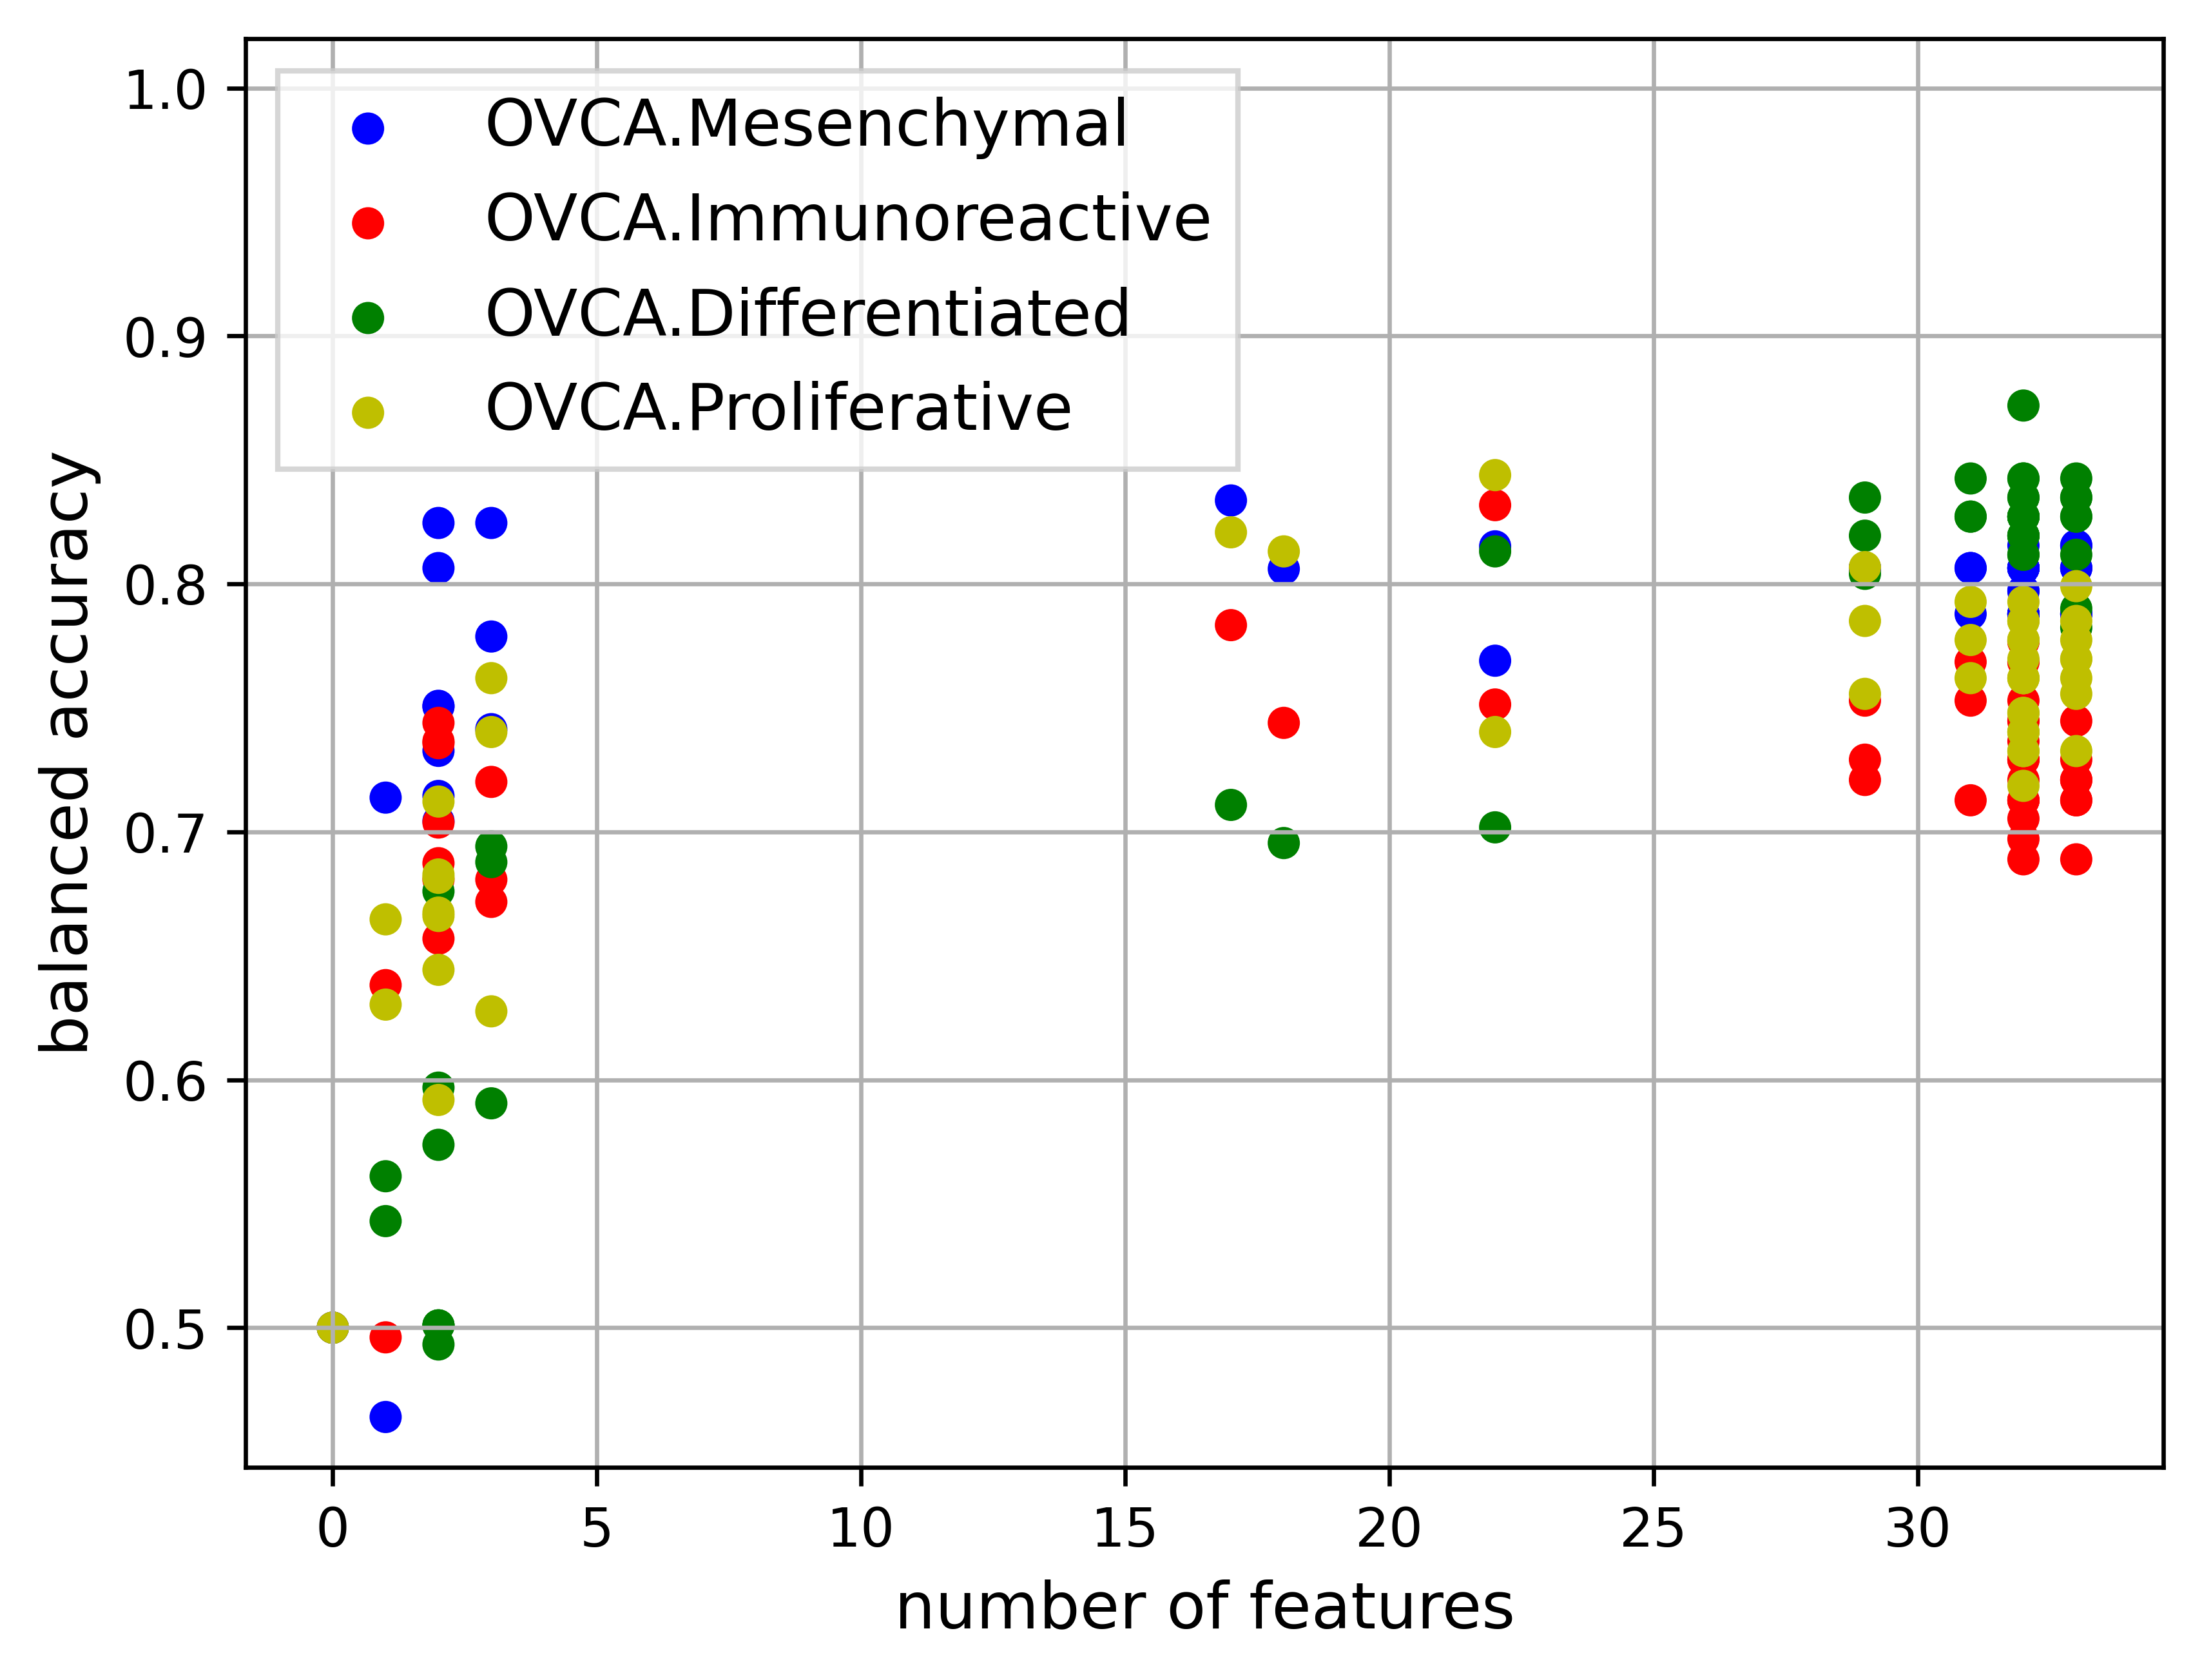 OVCA.Mesenchymal
OVCA.Immunoreactive
OVCA.Differentiated
OVCA.Proliferative
balanced accuracy
1.0
0.9
0.8
0.7
0.6
0.5
0 5 10 15 20 25 30
number of features